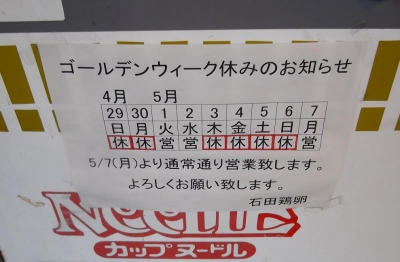 ゴールデンウィーク休みのお知らせ
4月 5月
29 30 1 2 3 4 5 6 7
日 月 火 水 木 金 土 日 月
休 休 営 営 休 休 休 休 営
5/7(月)より通常通り営業致します。
よろしくお願い致します。
石田鶏卵
NOODLE
カップヌードル